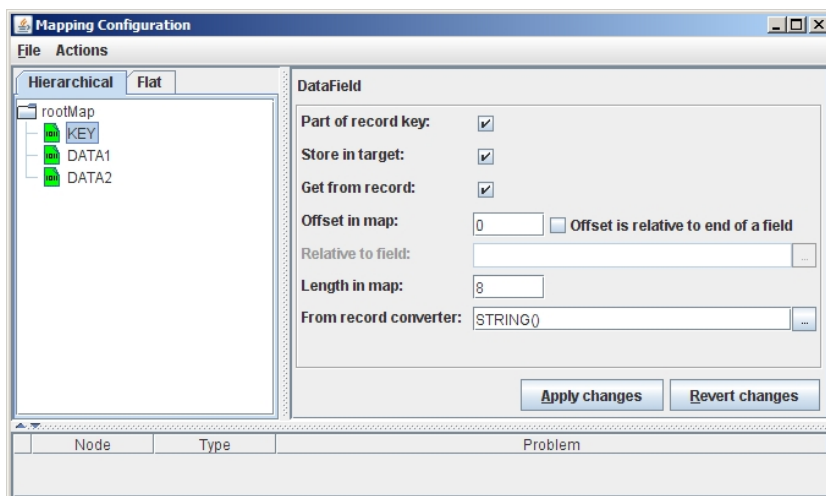 Mapping Configuration
File Actions
Hierarchical Flat
rootMap
KEY
DATA1
DATA2
DataField
Part of record key:
Store in target:
Get from record:
Offset in map: 0 Offset is relative to end of a field
Relative to field: ...
Length in map: 8
From record converter: STRING() ...
Apply changes Revert changes
Node Type Problem